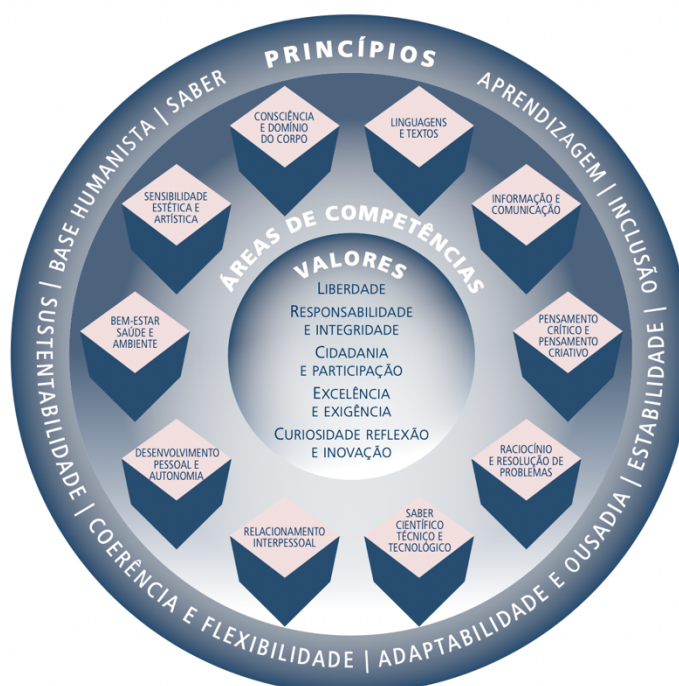 PRINCÍPIOS
APRENDIZAGEM | INCLUSÃO | ESTABILIDADE | ADAPTABILIDADE E OUSADIA | COERÊNCIA E FLEXIBILIDADE | SUSTENTABILIDADE | BASE HUMANISTA | SABER
ÁREAS DE COMPETÊNCIAS
LINGUAGENS
E TEXTOS
INFORMAÇÃO E
COMUNICAÇÃO
PENSAMENTO
CRÍTICO E
PENSAMENTO
CRIATIVO
RACIOCÍNIO
E RESOLUÇÃO DE
PROBLEMAS
SABER
CIENTÍFICO
TÉCNICO E
TECNOLÓGICO
RELACIONAMENTO
INTERPESSOAL
DESENVOLVIMENTO
PESSOAL E
AUTONOMIA
BEM-ESTAR
SAÚDE E
AMBIENTE
SENSIBILIDADE
ESTÉTICA E
ARTÍSTICA
CONSCIÊNCIA
E DOMÍNIO
DO CORPO
VALORES
LIBERDADE
RESPONSABILIDADE
E INTEGRIDADE
CIDADANIA
E PARTICIPAÇÃO
EXCELÊNCIA
E EXIGÊNCIA
CURIOSIDADE REFLEXÃO
E INOVAÇÃO